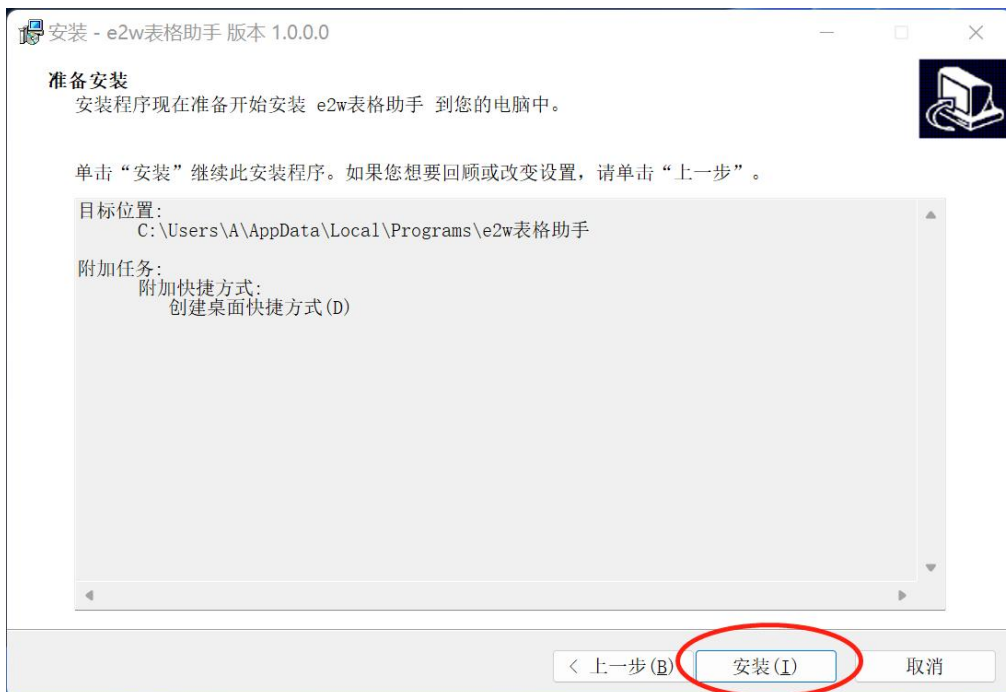 安装 - e2w表格助手 版本 1.0.0.0
准备安装
安装程序现在准备开始安装 e2w表格助手 到您的电脑中。
单击“安装”继续此安装程序。如果您想要回顾或改变设置，请单击“上一步”。
目标位置:
C:\Users\A\AppData\Local\Programs\e2w表格助手
附加任务:
附加快捷方式:
创建桌面快捷方式(D)
< 上一步(B) 安装(I) 取消